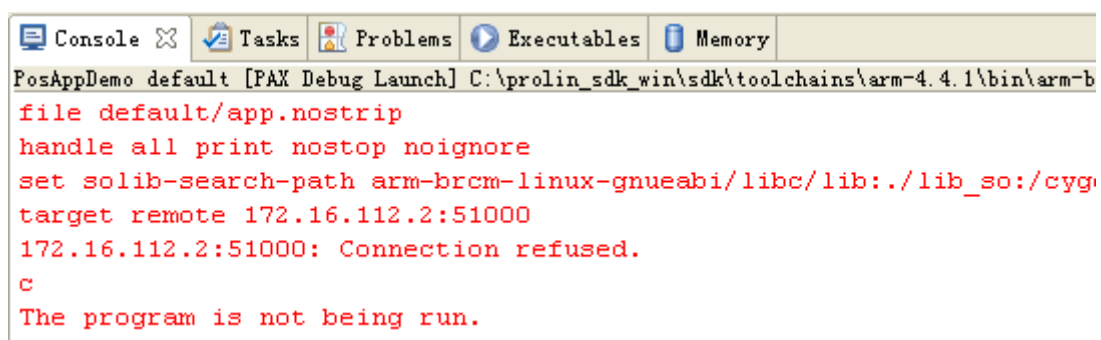 Console Tasks Problems Executables Memory
PosAppDemo default [PAX Debug Launch] C:\prolin_sdk_win\sdk\toolchains\arm-4.4.1\bin\arm-b
file default/app.nostrip
handle all print nostop noignore
set solib-search-path arm-brcm-linux-gnueabi/libc/lib:./lib_so:/cyg
target remote 172.16.112.2:51000
172.16.112.2:51000: Connection refused.
c
The program is not being run.